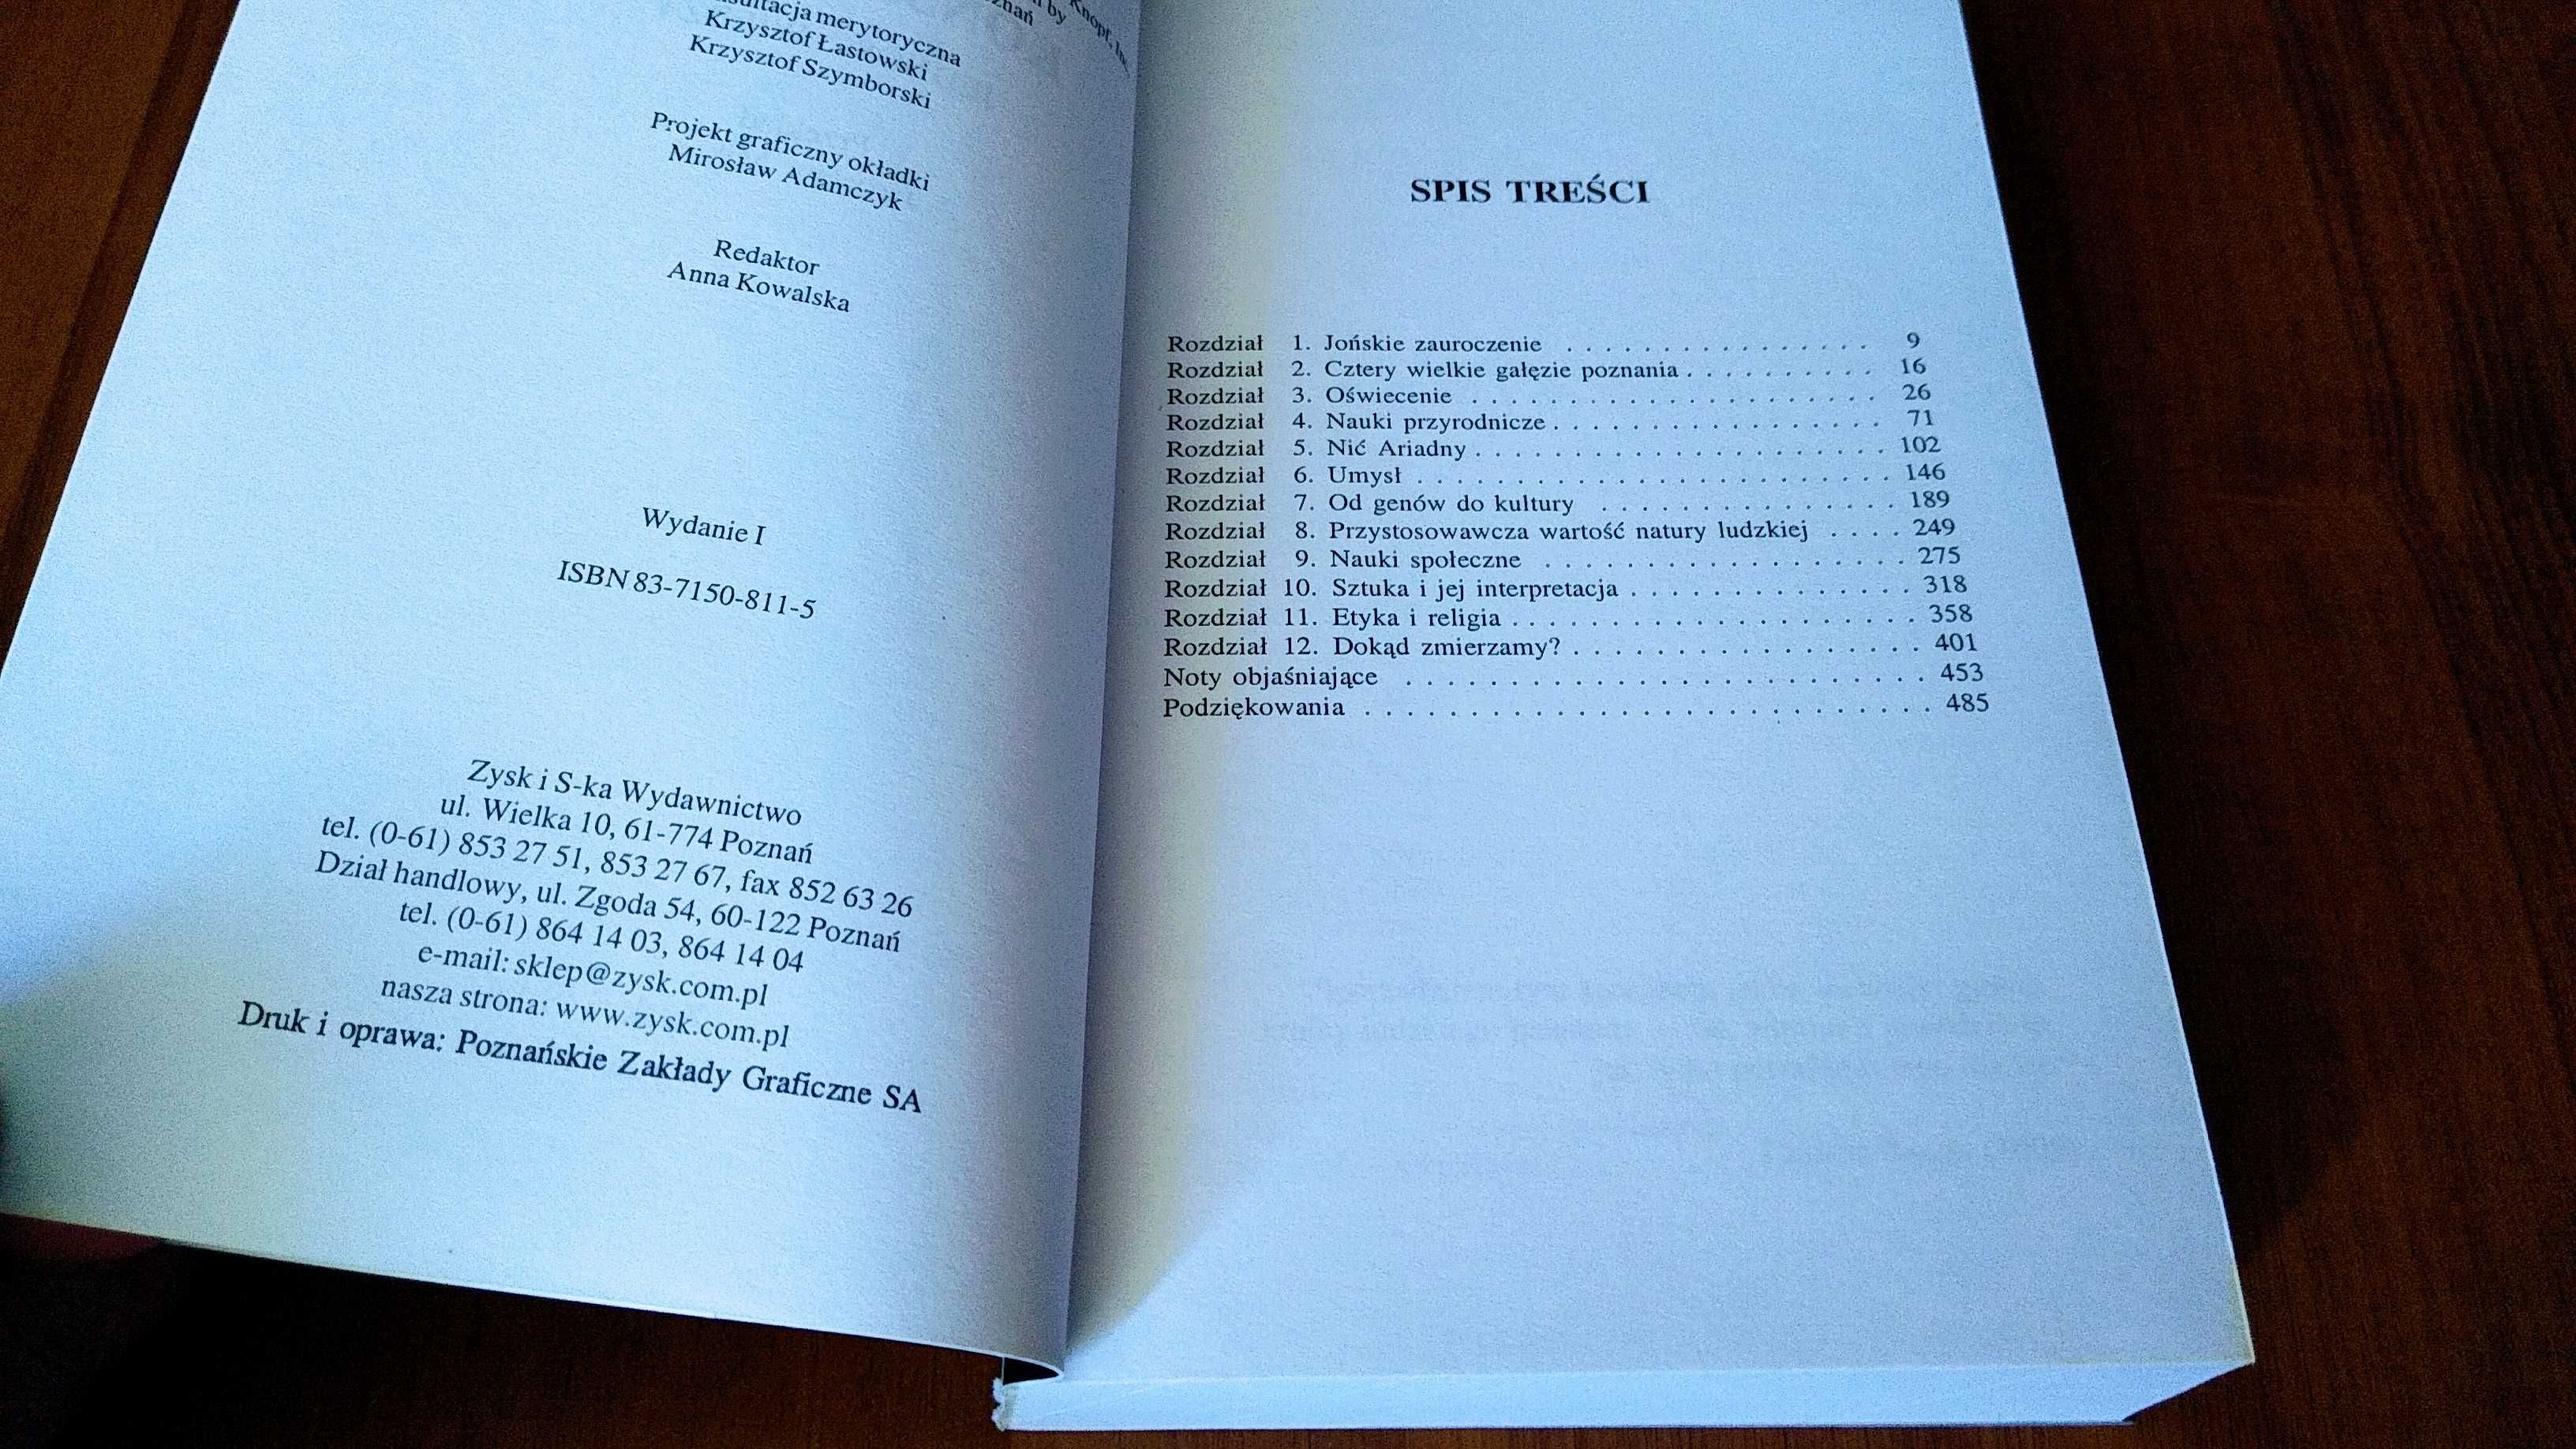 Knopf,
by
merytoryczna
Krzysztof Łastowski
Krzysztof Szymborski
Projekt graficzny okładki
Mirosław Adamczyk
Redaktor
Anna Kowalska
Wydanie I
ISBN 83-7150-811-5
Zysk i S-ka Wydawnictwo
ul. Wielka 10, 61-774 Poznań
tel. (0-61) 853 27 51, 853 27 67, fax 852 63 26
Dział handlowy, ul. Zgoda 54, 60-122 Poznań
tel. (0-61) 864 14 03, 864 14 04
e-mail: sklep@zysk.com.pl
nasza strona: www.zysk.com.pl
Druk i oprawa: Poznańskie Zakłady Graficzne SA
SPIS TREŚCI
Rozdział 1. Jońskie zauroczenie . . . . . . . . . . . . . . . . 9
Rozdział 2. Cztery wielkie gałęzie poznania . . . . . . . . . . 16
Rozdział 3. Oświecenie . . . . . . . . . . . . . . . . . . . . 26
Rozdział 4. Nauki przyrodnicze . . . . . . . . . . . . . . . . 71
Rozdział 5. Nić Ariadny . . . . . . . . . . . . . . . . . . . . 102
Rozdział 6. Umysł . . . . . . . . . . . . . . . . . . . . . . . 146
Rozdział 7. Od genów do kultury . . . . . . . . . . . . . . . 189
Rozdział 8. Przystosowawcza wartość natury ludzkiej . . . . 249
Rozdział 9. Nauki społeczne . . . . . . . . . . . . . . . . . . 275
Rozdział 10. Sztuka i jej interpretacja . . . . . . . . . . . . . . 318
Rozdział 11. Etyka i religia . . . . . . . . . . . . . . . . . . . 358
Rozdział 12. Dokąd zmierzamy? . . . . . . . . . . . . . . . . . 401
Noty objaśniające . . . . . . . . . . . . . . . . . . . . . . . . . 453
Podziękowania . . . . . . . . . . . . . . . . . . . . . . . . . . . 485